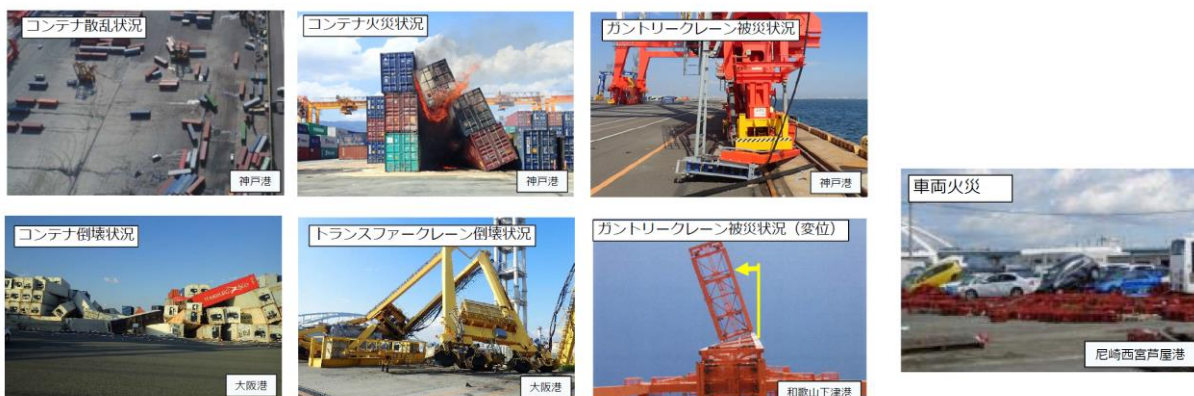 コンテナ散乱状況
神戸港
コンテナ火災状況
神戸港
ガントリークレーン被災状況
神戸港
車両火災
尼崎西宮芦屋港
コンテナ倒壊状況
大阪港
トランスファークレーン倒壊状況
大阪港
ガントリークレーン被災状況（変位）
和歌山下津港